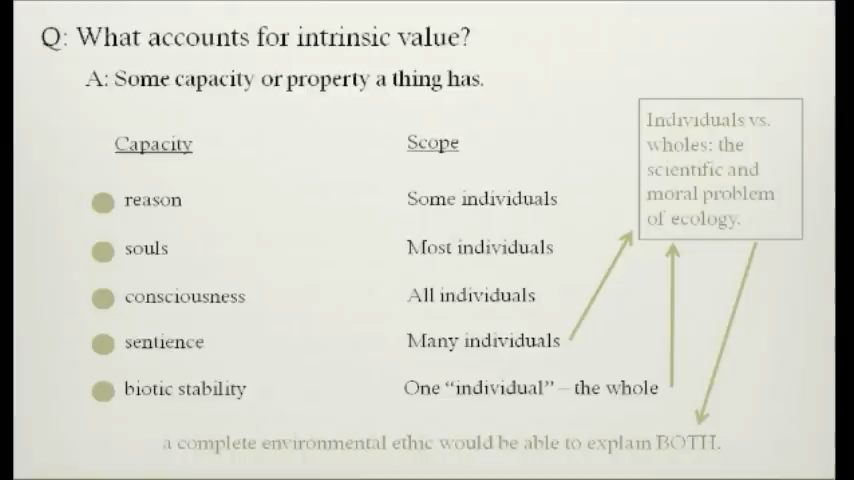 Q: What accounts for intrinsic value?
A: Some capacity or property a thing has.
Capacity
Scope
reason
Some individuals
souls
Most individuals
consciousness
All individuals
sentience
Many individuals
biotic stability
One “individual” – the whole
Individuals vs.
wholes: the
scientific and
moral problem
of ecology.
a complete environmental ethic would be able to explain BOTH.